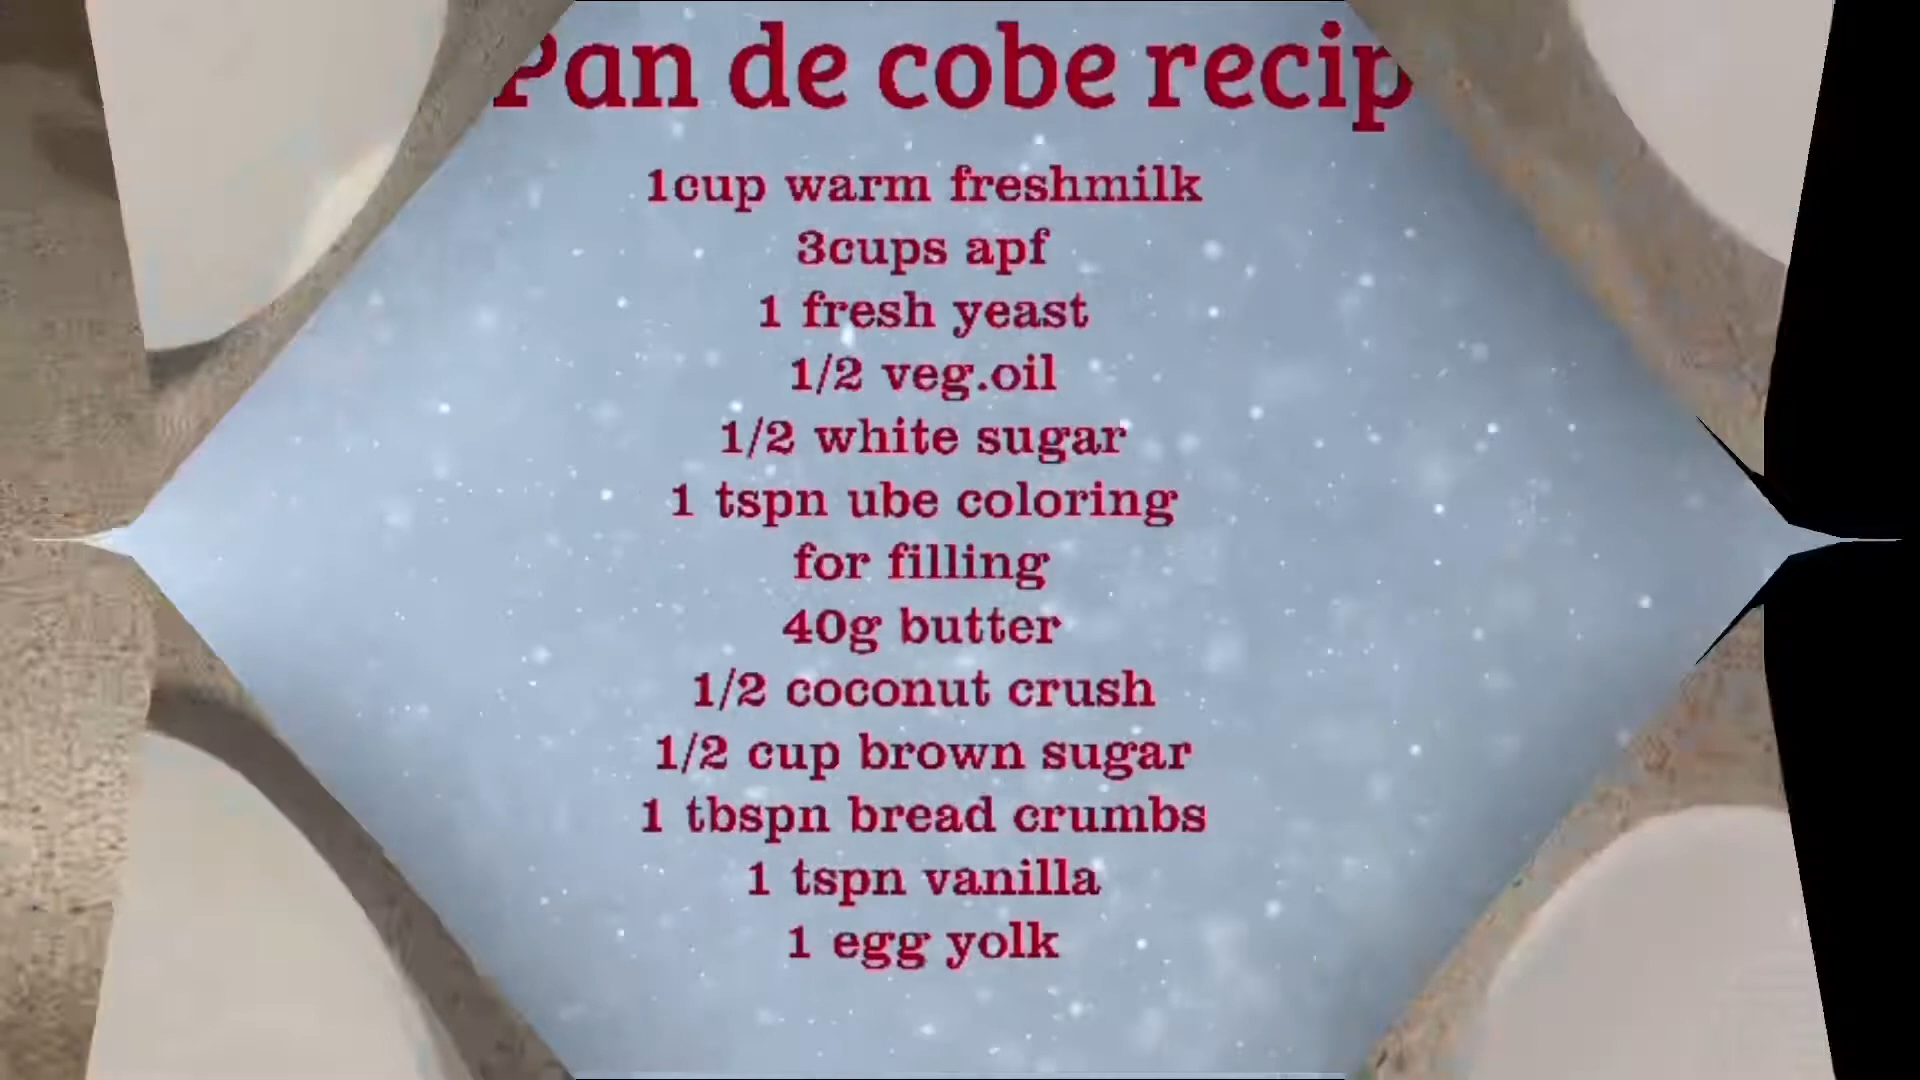 Pan de cobe recip
1cup warm freshmilk
3cups apf
1 fresh yeast
1/2 veg.oil
1/2 white sugar
1 tspn ube coloring
for filling
40g butter
1/2 coconut crush
1/2 cup brown sugar
1 tbspn bread crumbs
1 tspn vanilla
1 egg yolk